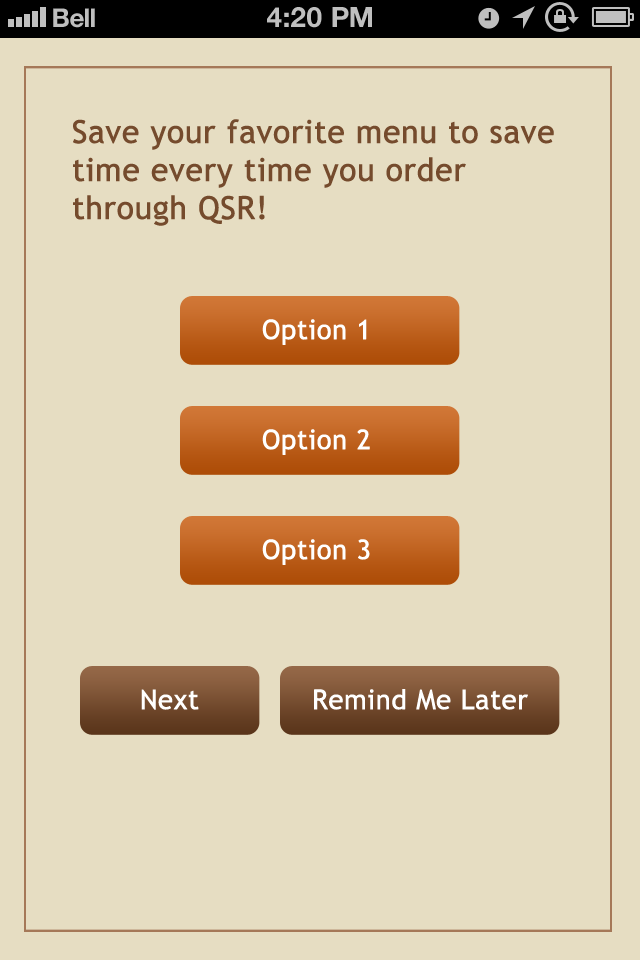 Bell 4:20 PM
Save your favorite menu to save
time every time you order
through QSR!
Option 1
Option 2
Option 3
Next Remind Me Later